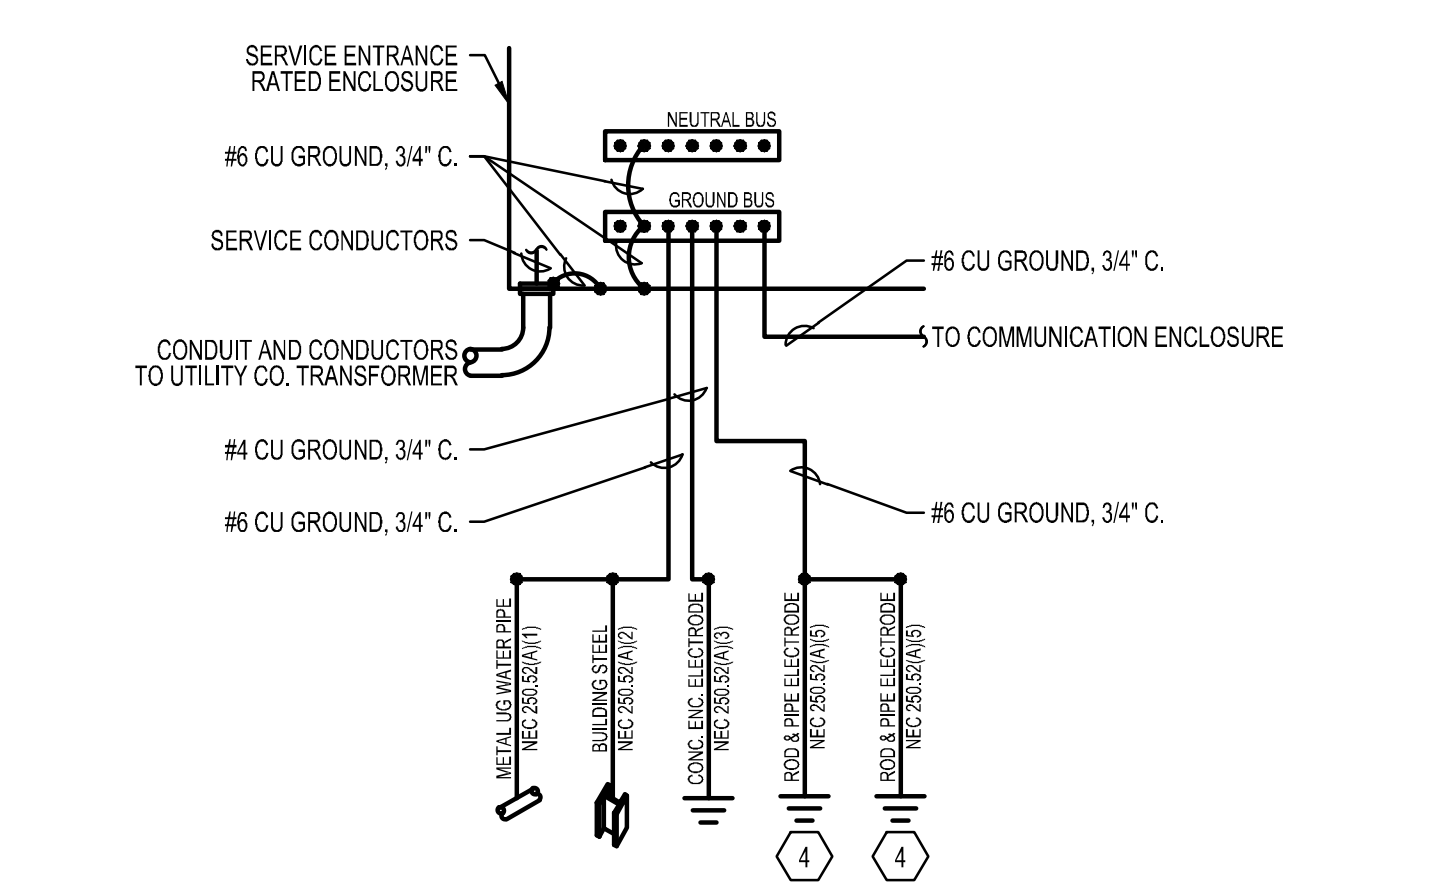 SERVICE ENTRANCE
RATED ENCLOSURE
NEUTRAL BUS
#6 CU GROUND, 3/4" C.
GROUND BUS
SERVICE CONDUCTORS
#6 CU GROUND, 3/4" C.
TO COMMUNICATION ENCLOSURE
CONDUIT AND CONDUCTORS
TO UTILITY CO. TRANSFORMER
#4 CU GROUND, 3/4" C.
#6 CU GROUND, 3/4" C.
#6 CU GROUND, 3/4" C.
METAL UG WATER PIPE
NEC 250.52(A)(1)
BUILDING STEEL
NEC 250.52(A)(2)
CONC. ENC. ELECTRODE
NEC 250.52(A)(3)
ROD & PIPE ELECTRODE
NEC 250.52(A)(5)
ROD & PIPE ELECTRODE
NEC 250.52(A)(5)
4
4